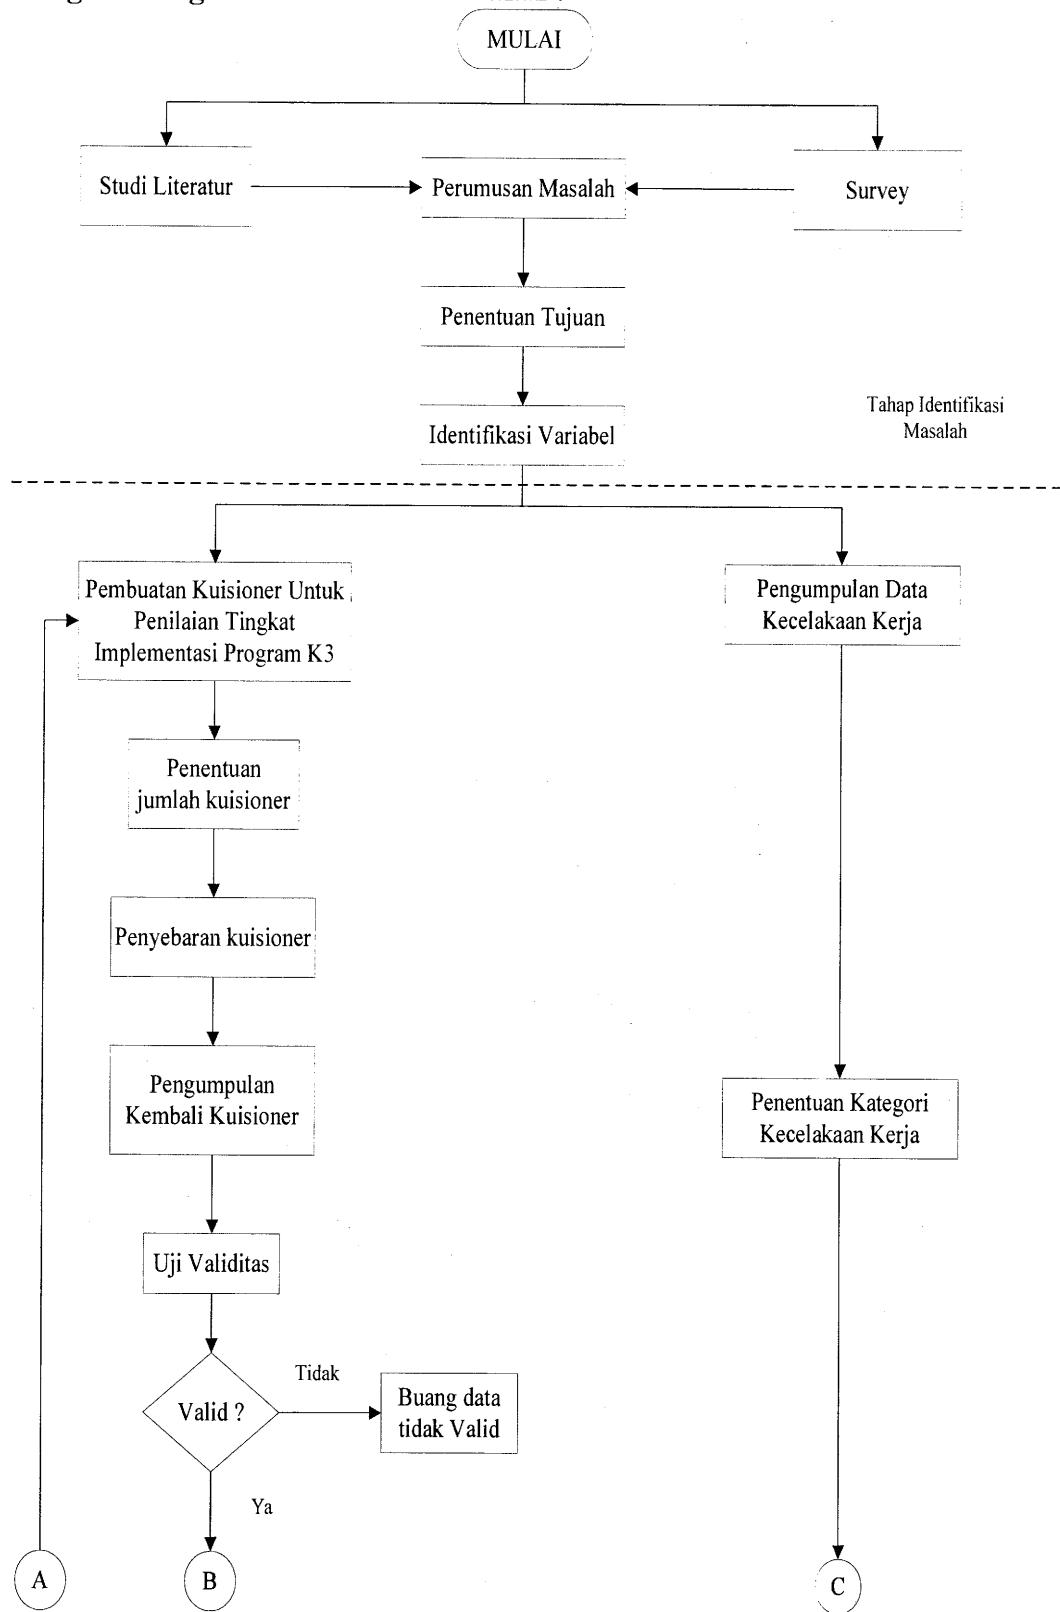 MULAI
Studi Literatur
Perumusan Masalah
Survey
Penentuan Tujuan
Identifikasi Variabel
Tahap Identifikasi
Masalah
Pembuatan Kuisioner Untuk
Penilaian Tingkat
Implementasi Program K3
Pengumpulan Data
Kecelakaan Kerja
Penentuan
jumlah kuisioner
Penyebaran kuisioner
Pengumpulan
Kembali Kuisioner
Penentuan Kategori
Kecelakaan Kerja
Uji Validitas
Valid ?
Tidak
Buang data
tidak Valid
Ya
A
B
C